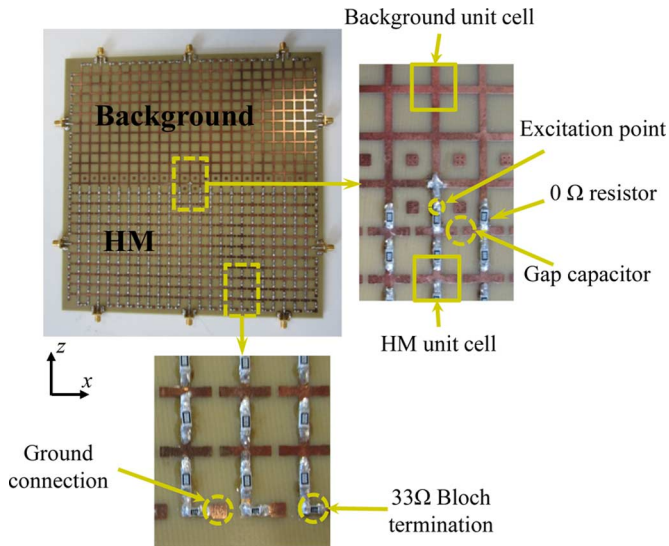 Background unit cell
Background
Excitation point
0 Ω resistor
HM
Gap capacitor
HM unit cell
z
x
Ground
connection
33Ω Bloch
termination